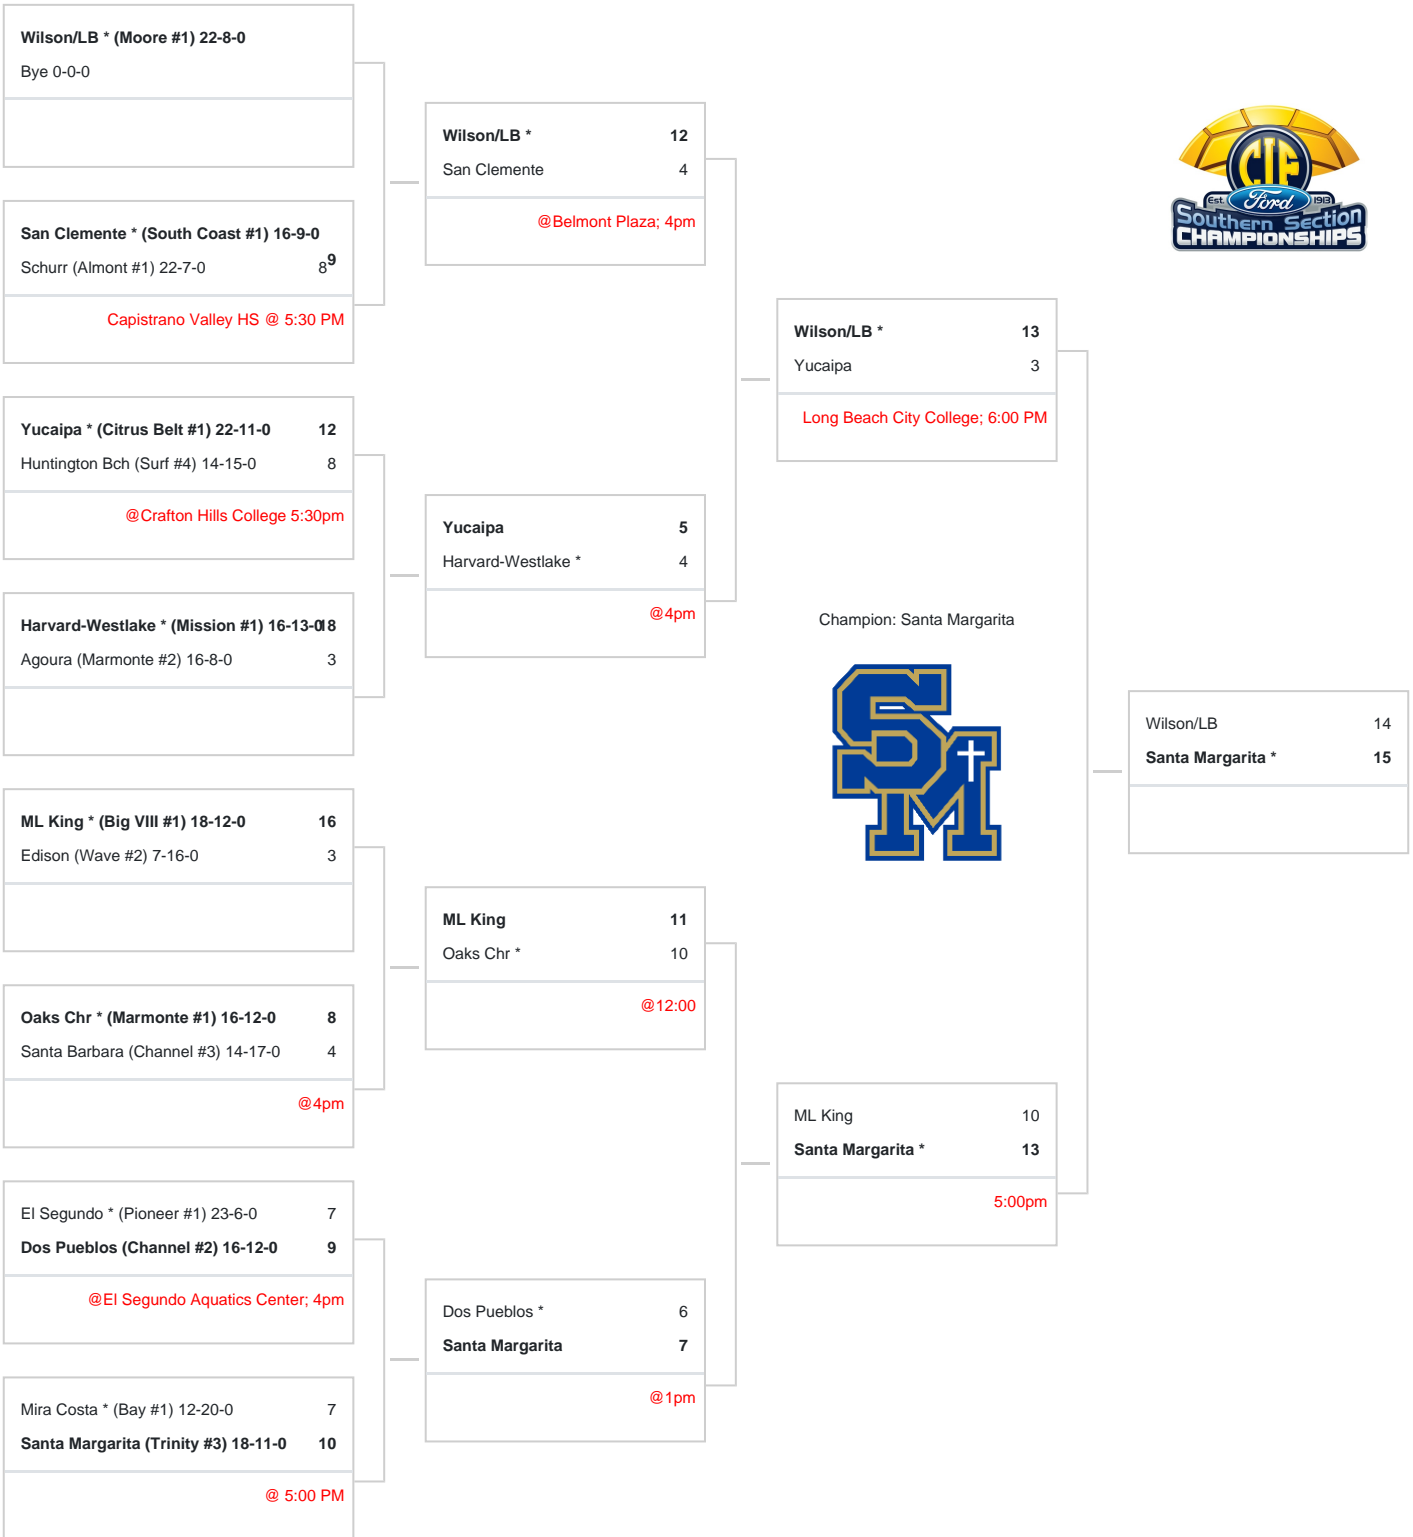 Wilson/LB * (Moore #1) 22-8-0
Bye 0-0-0
San Clemente * (South Coast #1) 16-9-0 9
Schurr (Almont #1) 22-7-0 8
Capistrano Valley HS @ 5:30 PM
Yucaipa * (Citrus Belt #1) 22-11-0 12
Huntington Bch (Surf #4) 14-15-0 8
@Crafton Hills College 5:30pm
Harvard-Westlake * (Mission #1) 16-13-0 18
Agoura (Marmonte #2) 16-8-0 3
ML King * (Big VIII #1) 18-12-0 16
Edison (Wave #2) 7-16-0 3
Oaks Chr * (Marmonte #1) 16-12-0 8
Santa Barbara (Channel #3) 14-17-0 4
@4pm
El Segundo * (Pioneer #1) 23-6-0 7
Dos Pueblos (Channel #2) 16-12-0 9
@El Segundo Aquatics Center; 4pm
Mira Costa * (Bay #1) 12-20-0 7
Santa Margarita (Trinity #3) 18-11-0 10
@ 5:00 PM
Wilson/LB * 12
San Clemente 4
@Belmont Plaza; 4pm
Yucaipa 5
Harvard-Westlake * 4
@4pm
ML King 11
Oaks Chr * 10
@12:00
Dos Pueblos * 6
Santa Margarita 7
@1pm
Wilson/LB * 13
Yucaipa 3
Long Beach City College; 6:00 PM
ML King 10
Santa Margarita * 13
5:00pm
Champion: Santa Margarita
SM
Wilson/LB 14
Santa Margarita * 15
CIF
Est. Ford 1913
Southern Section
CHAMPIONSHIPS